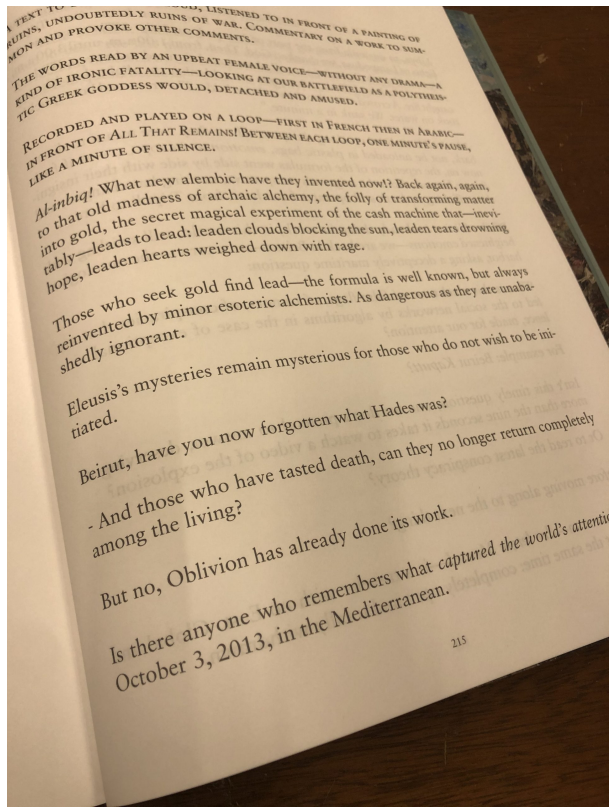 A TEXT TO LISTENED TO IN FRONT OF A PAINTING OF
RUINS, UNDOUBTEDLY RUINS OF WAR. COMMENTARY ON A WORK TO SUM-
MON AND PROVOKE OTHER COMMENTS.
THE WORDS READ BY AN UPBEAT FEMALE VOICE—WITHOUT ANY DRAMA—A
KIND OF IRONIC FATALITY—LOOKING AT OUR BATTLEFIELD AS A POLYTHEIS-
TIC GREEK GODDESS WOULD, DETACHED AND AMUSED.
RECORDED AND PLAYED ON A LOOP—FIRST IN FRENCH THEN IN ARABIC—
IN FRONT OF ALL THAT REMAINS! BETWEEN EACH LOOP, ONE MINUTE'S PAUSE,
LIKE A MINUTE OF SILENCE.
Al-inbiq! What new alembic have they invented now!? Back again, again,
to that old madness of archaic alchemy, the folly of transforming matter
into gold, the secret magical experiment of the cash machine that—inevi-
tably—leads to lead: leaden clouds blocking the sun, leaden tears drowning
hope, leaden hearts weighed down with rage.
Those who seek gold find lead—the formula is well known, but always
reinvented by minor esoteric alchemists. As dangerous as they are unaba-
shedly ignorant.
Eleusis's mysteries remain mysterious for those who do not wish to be ini-
tiated.
Beirut, have you now forgotten what Hades was?
- And those who have tasted death, can they no longer return completely
among the living?
But no, Oblivion has already done its work.
Is there anyone who remembers what captured the world's
October 3, 2013, in the Mediterranean.
215